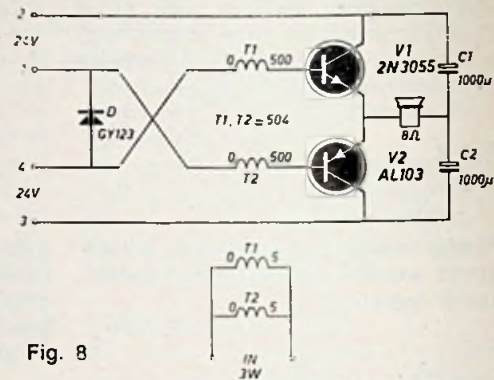 2
24V
1
D
GY123
4
24V
3
T1
0 500
T1, T2 = 504
0 500
T2
V1
2N3055
8Ω
V2
AL103
C1
1000μ
C2
1000μ
T1
0 5
T2
0 5
IN
3W
Fig. 8